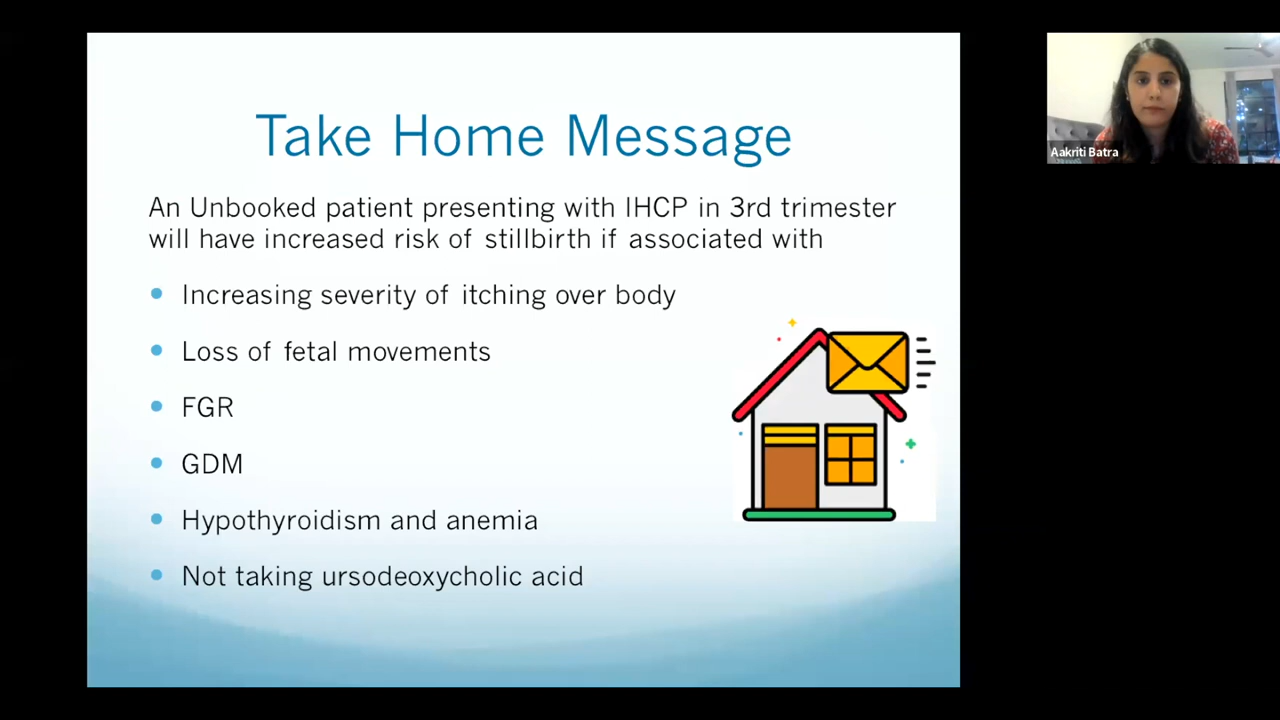 Take Home Message
An Unbooked patient presenting with IHCP in 3rd trimester
will have increased risk of stillbirth if associated with
Increasing severity of itching over body
Loss of fetal movements
FGR
GDM
Hypothyroidism and anemia
Not taking ursodeoxycholic acid
Aakriti Batra